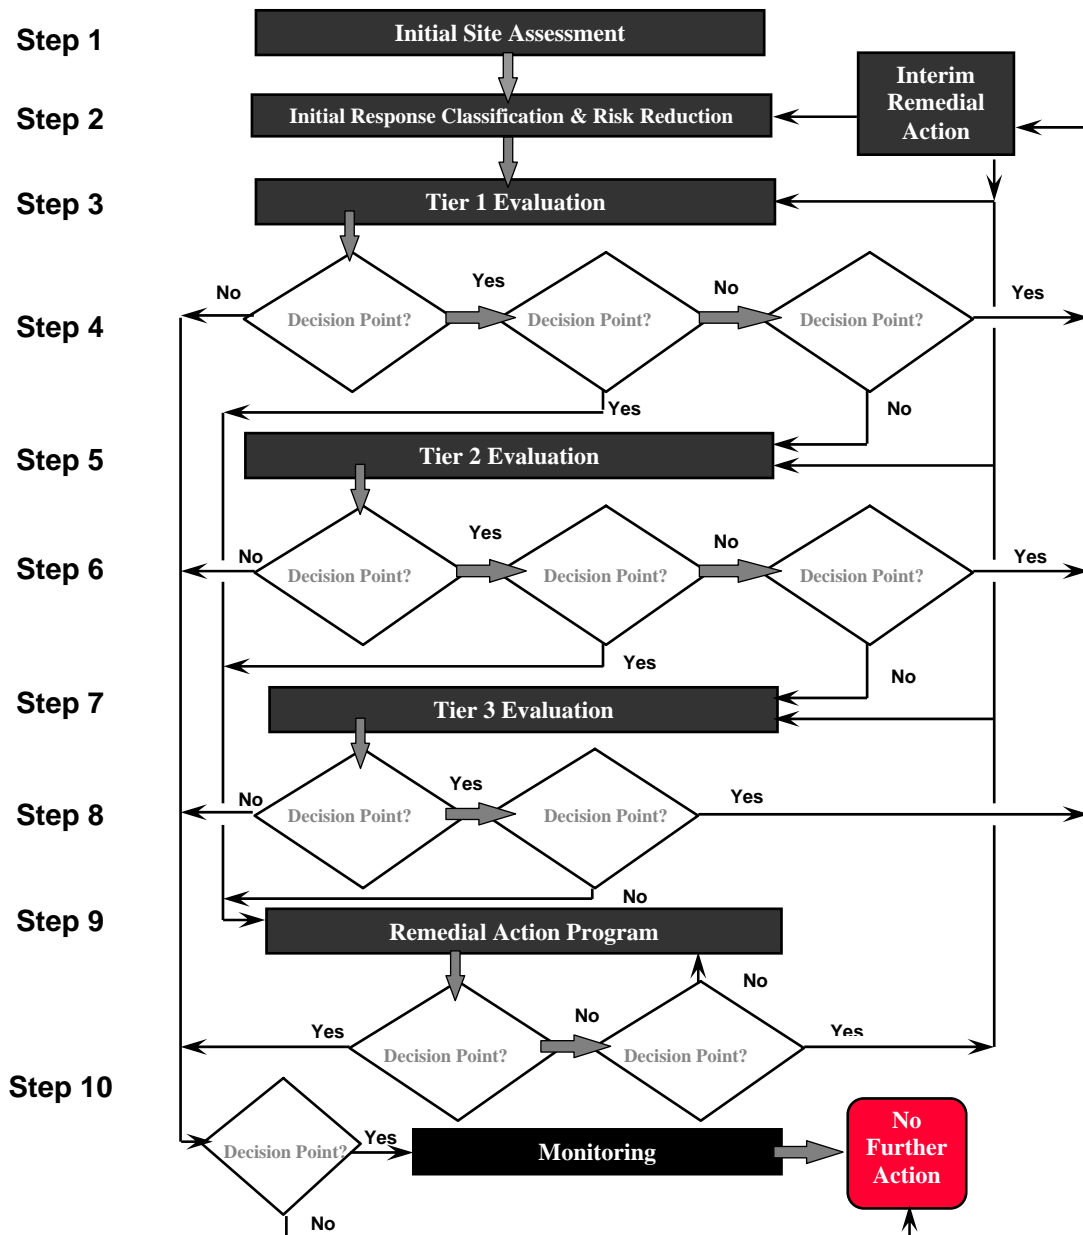 Step 1
Initial Site Assessment
Interim
Remedial
Action
Step 2
Initial Response Classification & Risk Reduction
Step 3
Tier 1 Evaluation
No
Yes
No
Yes
Step 4
Decision Point?
Decision Point?
Decision Point?
Yes
No
Step 5
Tier 2 Evaluation
No
Yes
No
Yes
Step 6
Decision Point?
Decision Point?
Decision Point?
Yes
No
Step 7
Tier 3 Evaluation
No
Yes
Yes
Step 8
Decision Point?
Decision Point?
No
Step 9
Remedial Action Program
No
Yes
No
Yes
Decision Point?
Decision Point?
Step 10
Decision Point?
Yes
Monitoring
No
Further
Action
No